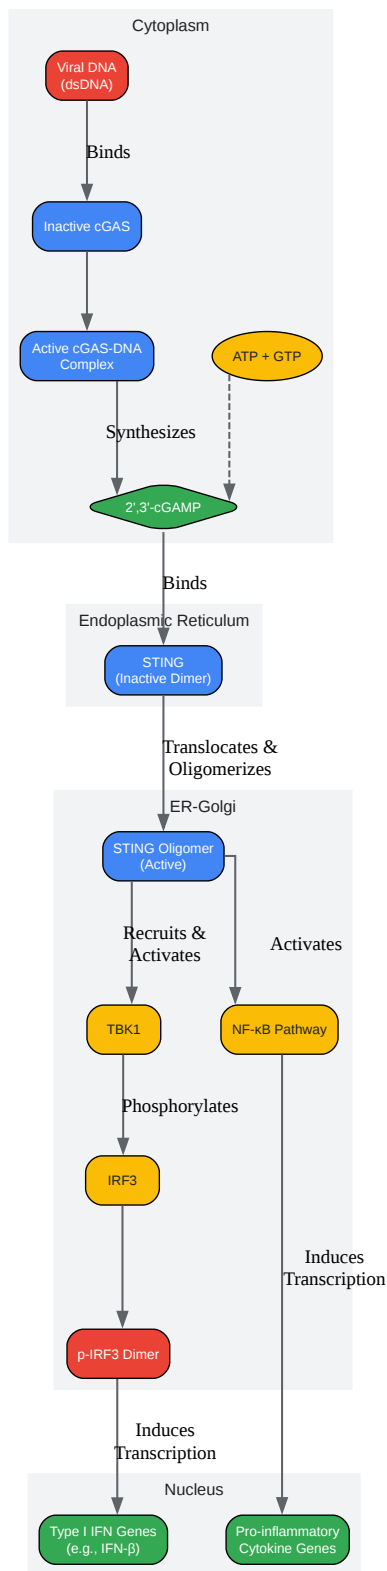 Cytoplasm
Viral DNA
(dsDNA)
Binds
Inactive cGAS
Active cGAS-DNA
Complex
ATP + GTP
Synthesizes
2',3'-cGAMP
Binds
Endoplasmic Reticulum
STING
(Inactive Dimer)
Translocates &
Oligomerizes
ER-Golgi
STING Oligomer
(Active)
Recruits &
Activates
Activates
TBK1
NF-κB Pathway
Phosphorylates
IRF3
Induces
Transcription
p-IRF3 Dimer
Induces
Transcription
Nucleus
Type I IFN Genes
(e.g., IFN-β)
Pro-inflammatory
Cytokine Genes